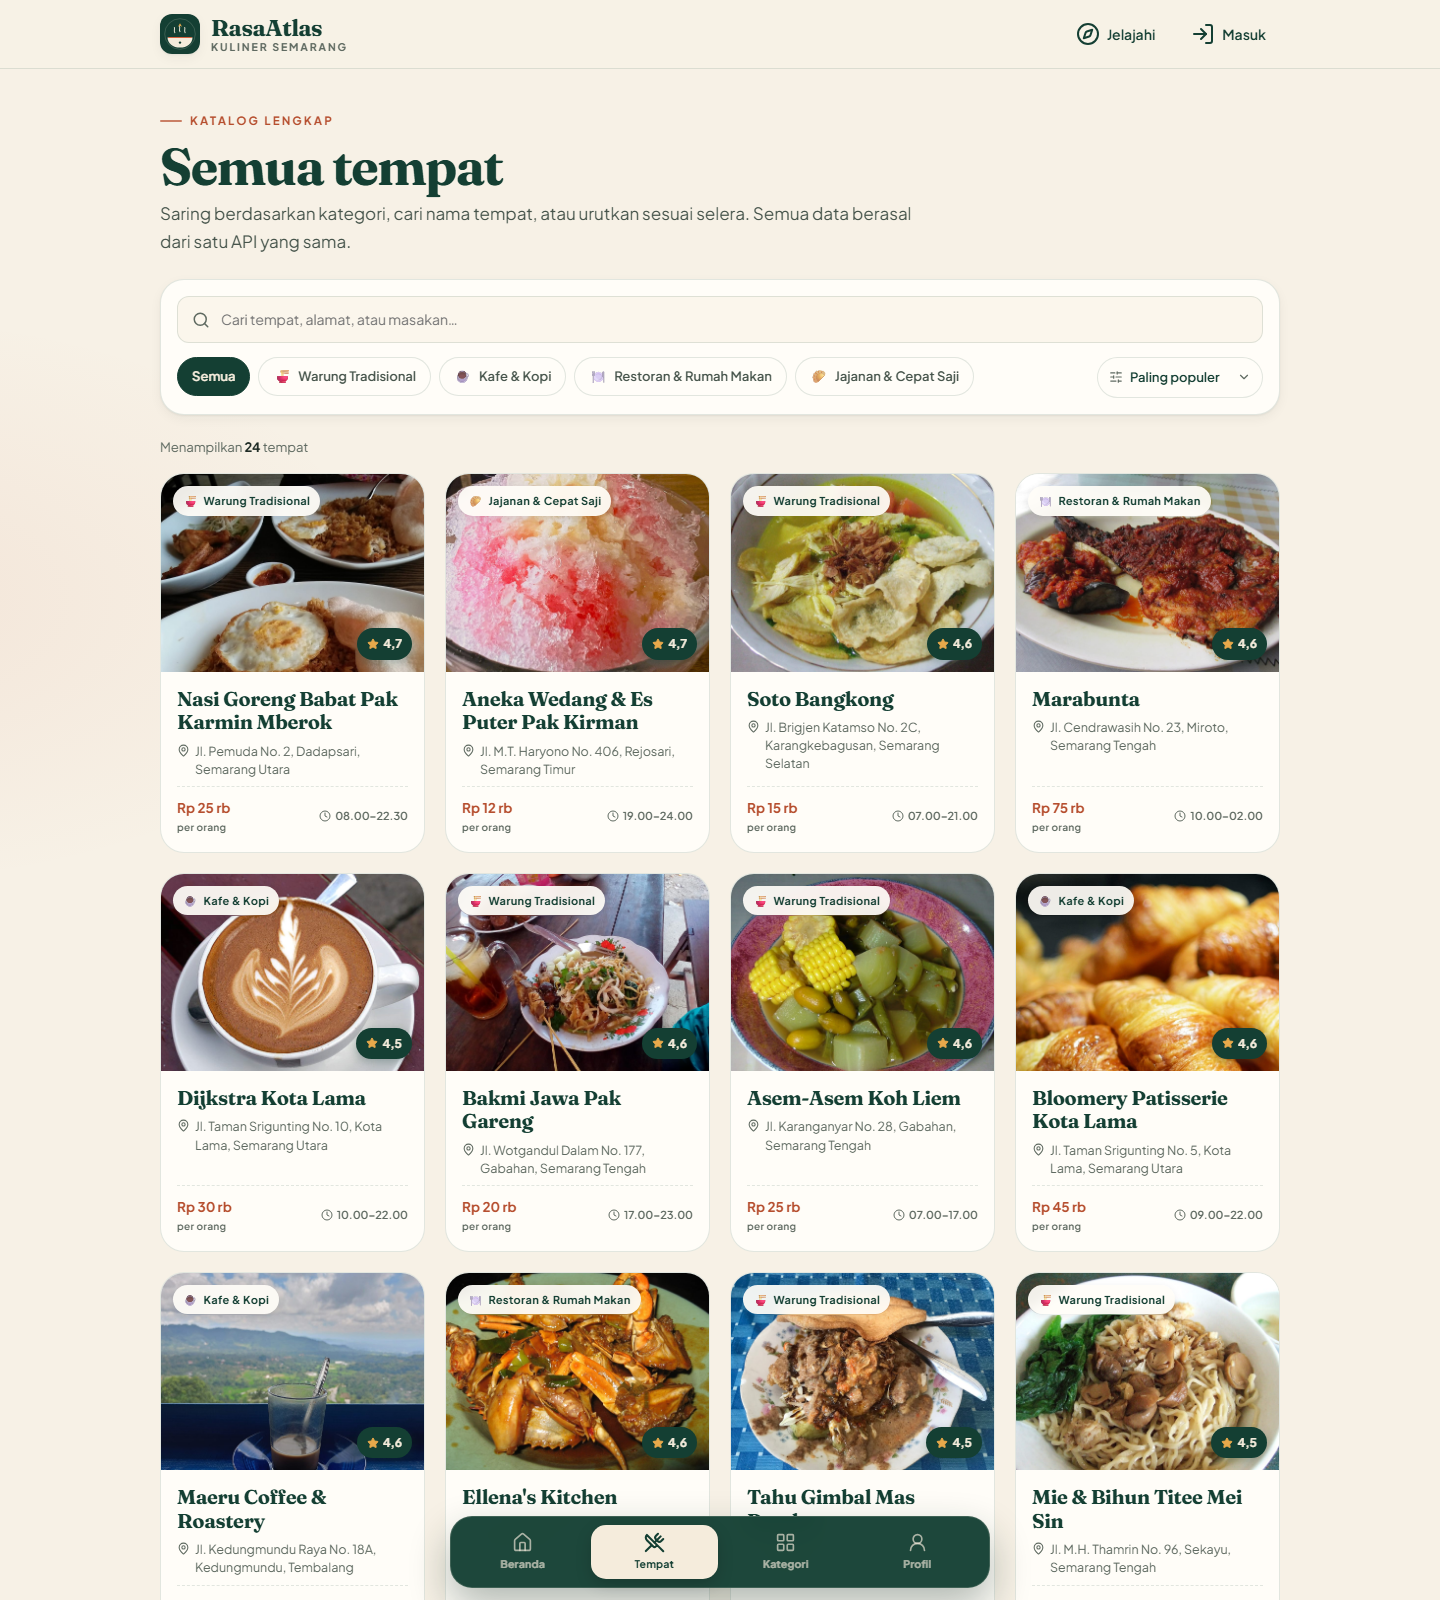 RasaAtlas
KULINER SEMARANG
Jelajahi
Masuk
KATALOG LENGKAP
Semua tempat
Saring berdasarkan kategori, cari nama tempat, atau urutkan sesuai selera. Semua data berasal
dari satu API yang sama.
Cari tempat, alamat, atau masakan…
Semua
Warung Tradisional
Kafe & Kopi
Restoran & Rumah Makan
Jajanan & Cepat Saji
Paling populer
Menampilkan 24 tempat
Warung Tradisional
4,7
Nasi Goreng Babat Pak
Karmin Mberok
Jl. Pemuda No. 2, Dadapsari,
Semarang Utara
Rp 25 rb
per orang
08.00–22.30
Jajanan & Cepat Saji
4,7
Aneka Wedang & Es
Puter Pak Kirman
Jl. M.T. Haryono No. 406, Rejosari,
Semarang Timur
Rp 12 rb
per orang
19.00–24.00
Warung Tradisional
4,6
Soto Bangkong
Jl. Brigjen Katamso No. 2C,
Karangkebagusan, Semarang
Selatan
Rp 15 rb
per orang
07.00–21.00
Restoran & Rumah Makan
4,6
Marabunta
Jl. Cendrawasih No. 23, Miroto,
Semarang Tengah
Rp 75 rb
per orang
10.00–02.00
Kafe & Kopi
4,5
Dijkstra Kota Lama
Jl. Taman Srigunting No. 10, Kota
Lama, Semarang Utara
Rp 30 rb
per orang
10.00–22.00
Warung Tradisional
4,6
Bakmi Jawa Pak
Gareng
Jl. Wotgandul Dalam No. 177,
Gabahan, Semarang Tengah
Rp 20 rb
per orang
17.00–23.00
Warung Tradisional
4,6
Asem-Asem Koh Liem
Jl. Karanganyar No. 28, Gabahan,
Semarang Tengah
Rp 25 rb
per orang
07.00–17.00
Kafe & Kopi
4,6
Bloomery Patisserie
Kota Lama
Jl. Taman Srigunting No. 5, Kota
Lama, Semarang Utara
Rp 45 rb
per orang
09.00–22.00
Kafe & Kopi
4,6
Maeru Coffee &
Roastery
Jl. Kedungmundu Raya No. 18A,
Kedungmundu, Tembalang
Restoran & Rumah Makan
4,6
Ellena's Kitchen
Warung Tradisional
4,5
Tahu Gimbal Mas
Warung Tradisional
4,5
Mie & Bihun Titee Mei
Sin
Jl. M.H. Thamrin No. 96, Sekayu,
Semarang Tengah
Beranda
Tempat
Kategori
Profil